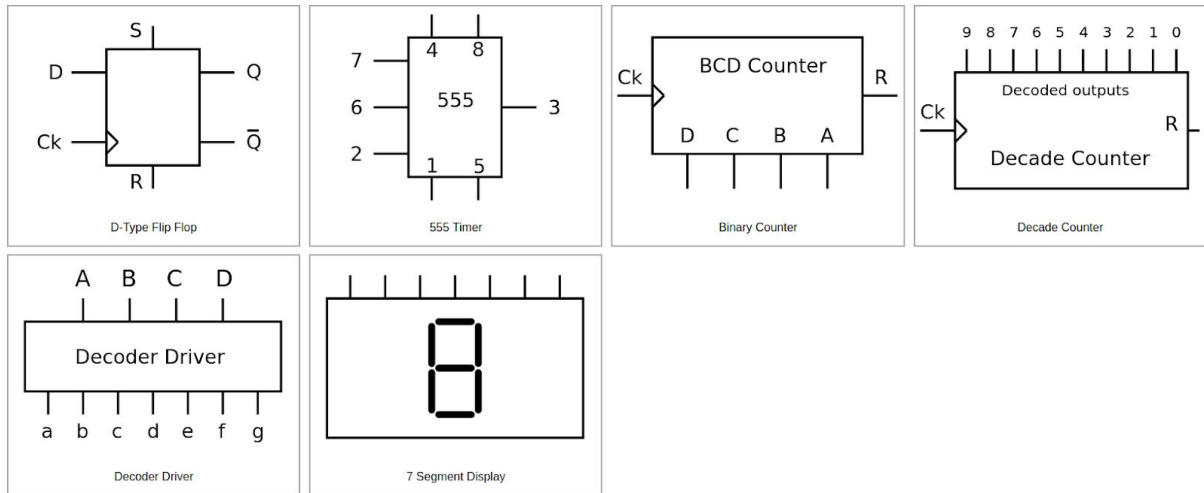 S
D Q
Ck Q̅
R
D-Type Flip Flop
4 8
7
555
6 3
2
1 5
555 Timer
BCD Counter
Ck R
D C B A
Binary Counter
9 8 7 6 5 4 3 2 1 0
Decoded outputs
Ck R
Decade Counter
Decade Counter
A B C D
Decoder Driver
a b c d e f g
Decoder Driver
8
7 Segment Display